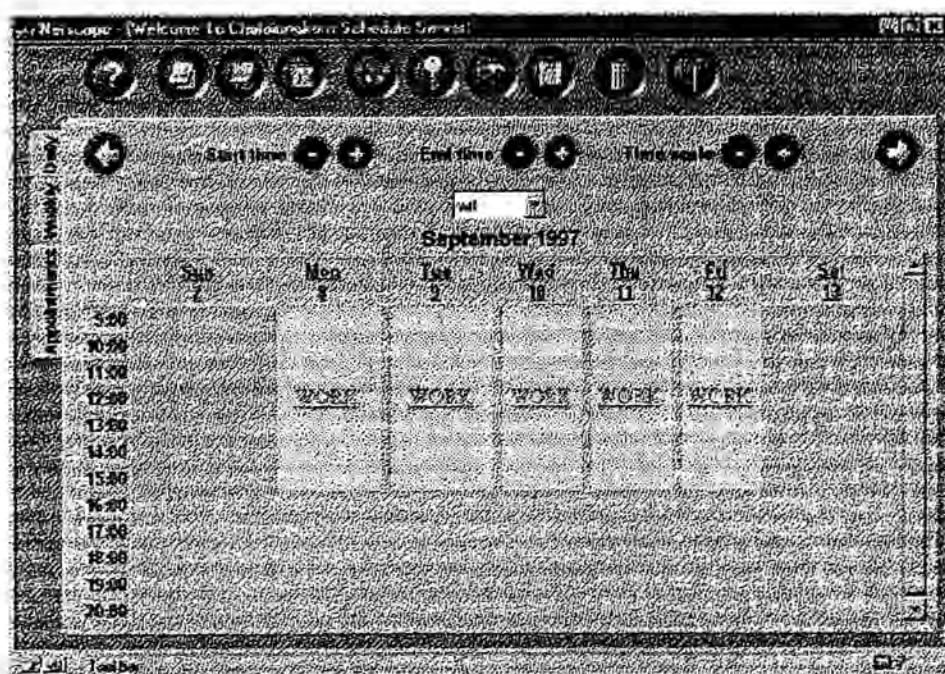 Netscape - [Welcome To Schedule Server]
?
Start time - +
End time - +
Time scale - +
Daily
Weekly
Appointments
September 1997
Sun Mon Tue Wed Thu Fri Sat
7 8 9 10 11 12 13
9:00
10:00
11:00
12:00 WORK WORK WORK WORK WORK
13:00
14:00
15:00
16:00
17:00
18:00
19:00
20:00
Toolbar